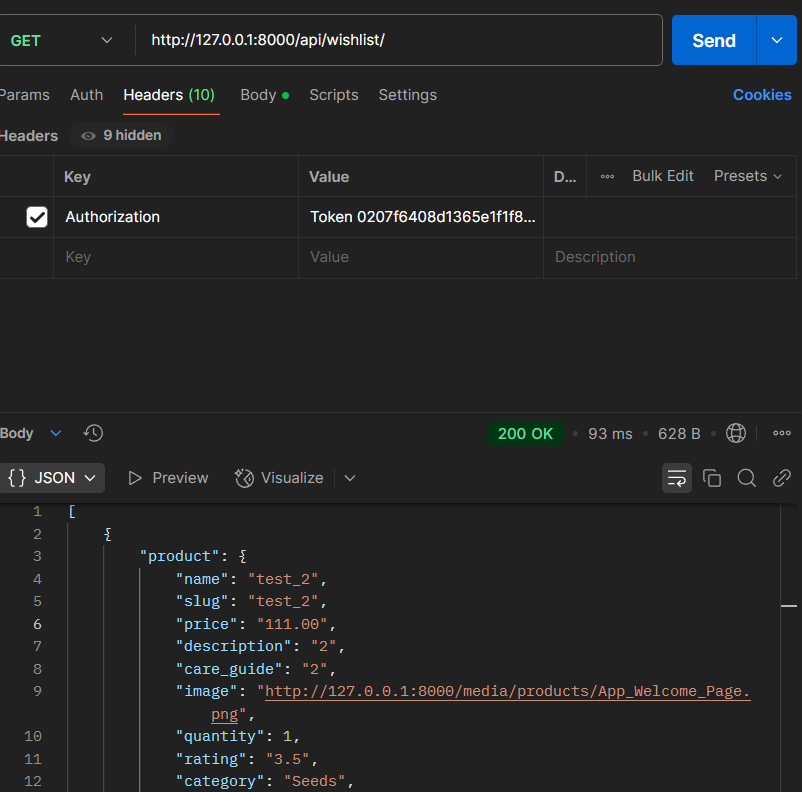 GET http://127.0.0.1:8000/api/wishlist/ Send
Params Auth Headers (10) Body Scripts Settings Cookies
Headers 9 hidden
Key Value D... Bulk Edit Presets
Authorization Token 0207f6408d1365e1f1f8...
Key Value Description
Body 200 OK 93 ms 628 B
{} JSON Preview Visualize
1 [
2 {
3 "product": {
4 "name": "test_2",
5 "slug": "test_2",
6 "price": "111.00",
7 "description": "2",
8 "care_guide": "2",
9 "image": "http://127.0.0.1:8000/media/products/App_Welcome_Page.
png",
10 "quantity": 1,
11 "rating": "3.5",
12 "category": "Seeds",